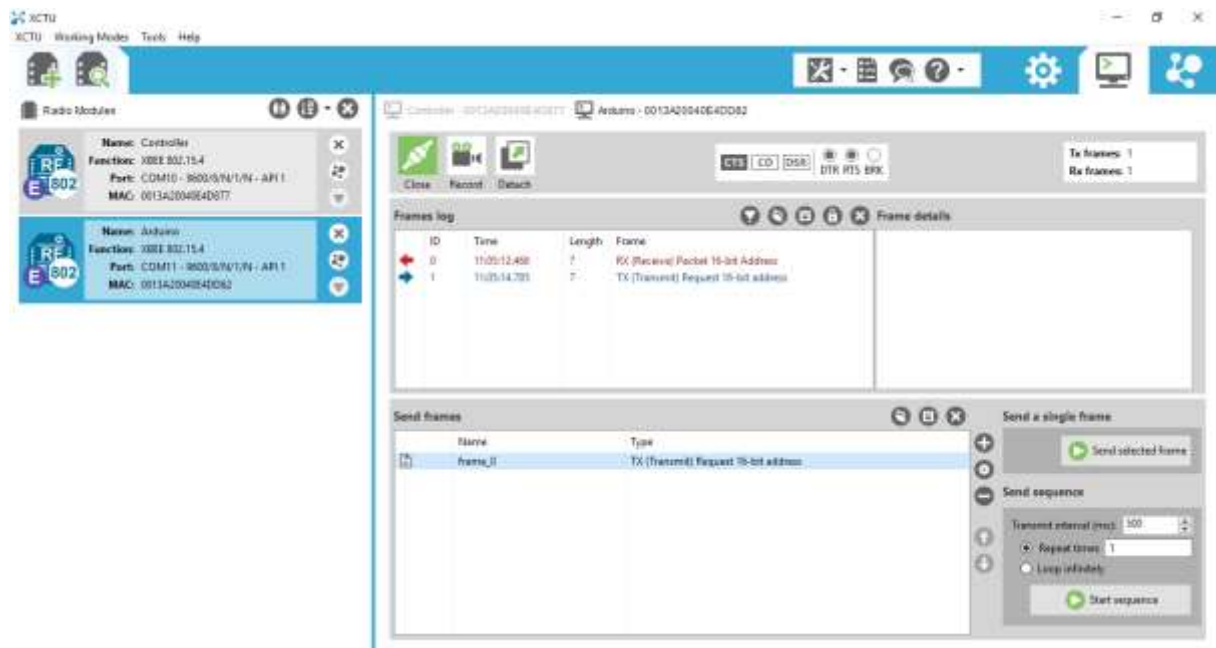 XCTU
XCTU Working Modes Tools Help
Radio Modules
Name: Controller
Function: XBEE 802.15.4
Port: COM10 - 9600/8/N/1/N - API 1
MAC: 0013A20040E4D877
Name: Arduino
Function: XBEE 802.15.4
Port: COM11 - 9600/8/N/1/N - API 1
MAC: 0013A20040E4DD82
RE
E 802
RE
E 802
Controller
Arduino - 0013A20040E4DD82
Close Record Detach
CTS CD DSR DTR RTS BRK
Tx frames: 1
Rx frames: 1
Frames log
Frame details
ID Time Length Frame
0 11:05:12.468 7 RX (Receive) Packet 16-bit Address
1 11:05:14.785 7 TX (Transmit) Request 16-bit address
Send frames
Name Type
frame_0 TX (Transmit) Request 16-bit address
Send a single frame
Send selected frame
Send sequence
Transmit interval (ms): 500
Repeat times 1
Loop infinitely
Start sequence